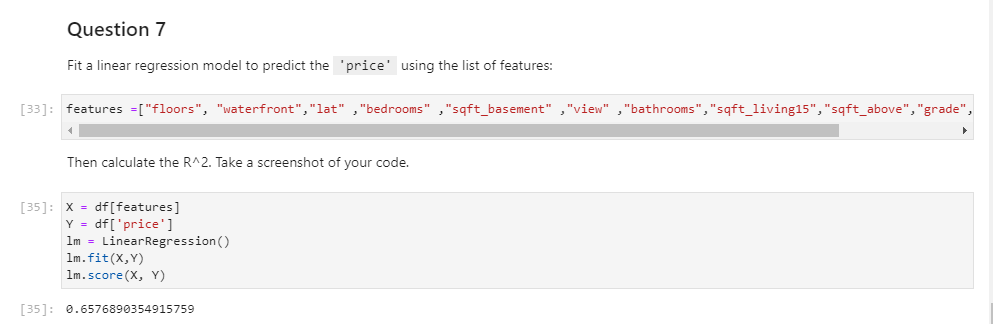 Question 7
Fit a linear regression model to predict the 'price' using the list of features:
[33]: features =["floors", "waterfront","lat" ,"bedrooms" ,"sqft_basement" ,"view" ,"bathrooms","sqft_living15","sqft_above","grade",
Then calculate the R^2. Take a screenshot of your code.
[35]: X = df[features]
Y = df['price']
lm = LinearRegression()
lm.fit(X,Y)
lm.score(X, Y)
[35]: 0.6576890354915759